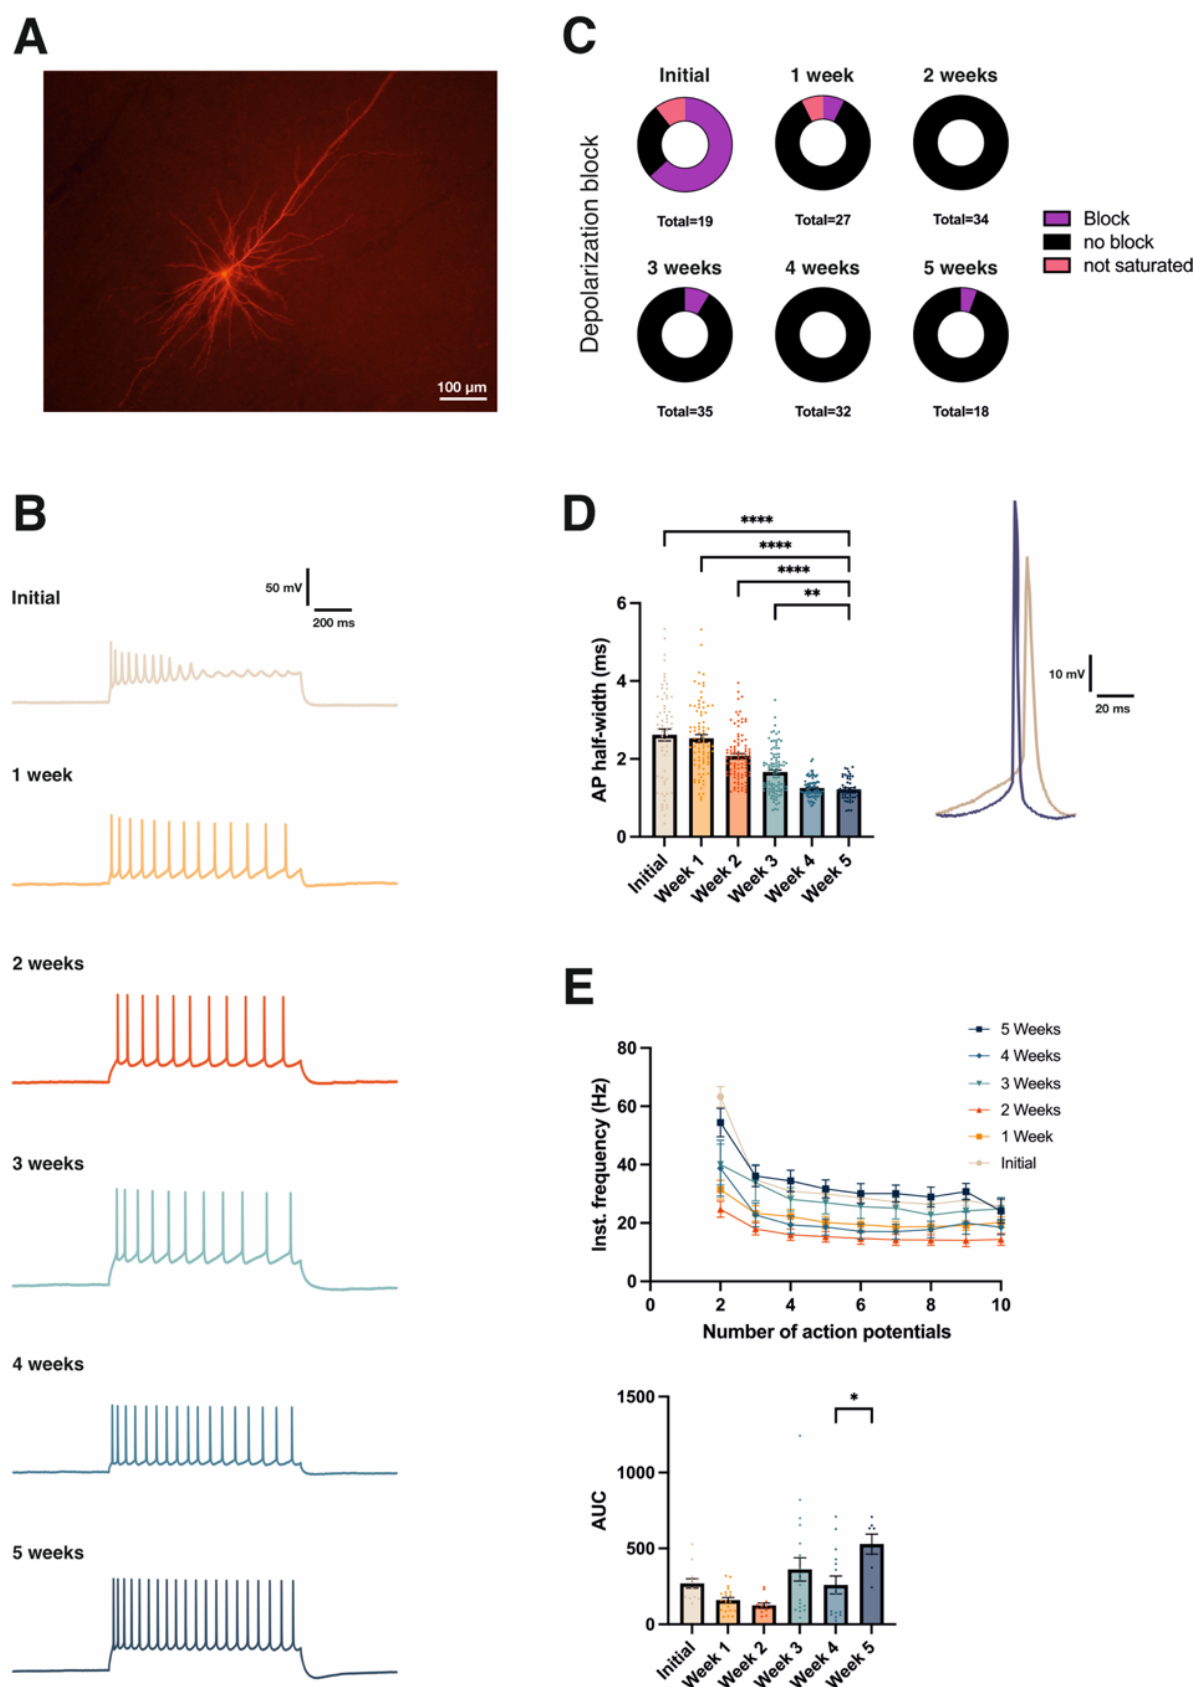 A
100 μm
B
Initial
50 mV
200 ms
1 week
2 weeks
3 weeks
4 weeks
5 weeks
C
Depolarization block
Initial
1 week
2 weeks
Total=19
Total=27
Total=34
3 weeks
4 weeks
5 weeks
Total=35
Total=32
Total=18
Block
no block
not saturated
D
****
****
****
**
AP half-width (ms)
6
4
2
0
Initial
Week 1
Week 2
Week 3
Week 4
Week 5
10 mV
20 ms
E
Inst. frequency (Hz)
80
60
40
20
0
0
2
4
6
8
10
Number of action potentials
5 Weeks
4 Weeks
3 Weeks
2 Weeks
1 Week
Initial
AUC
1500
1000
500
0
*
Initial
Week 1
Week 2
Week 3
Week 4
Week 5